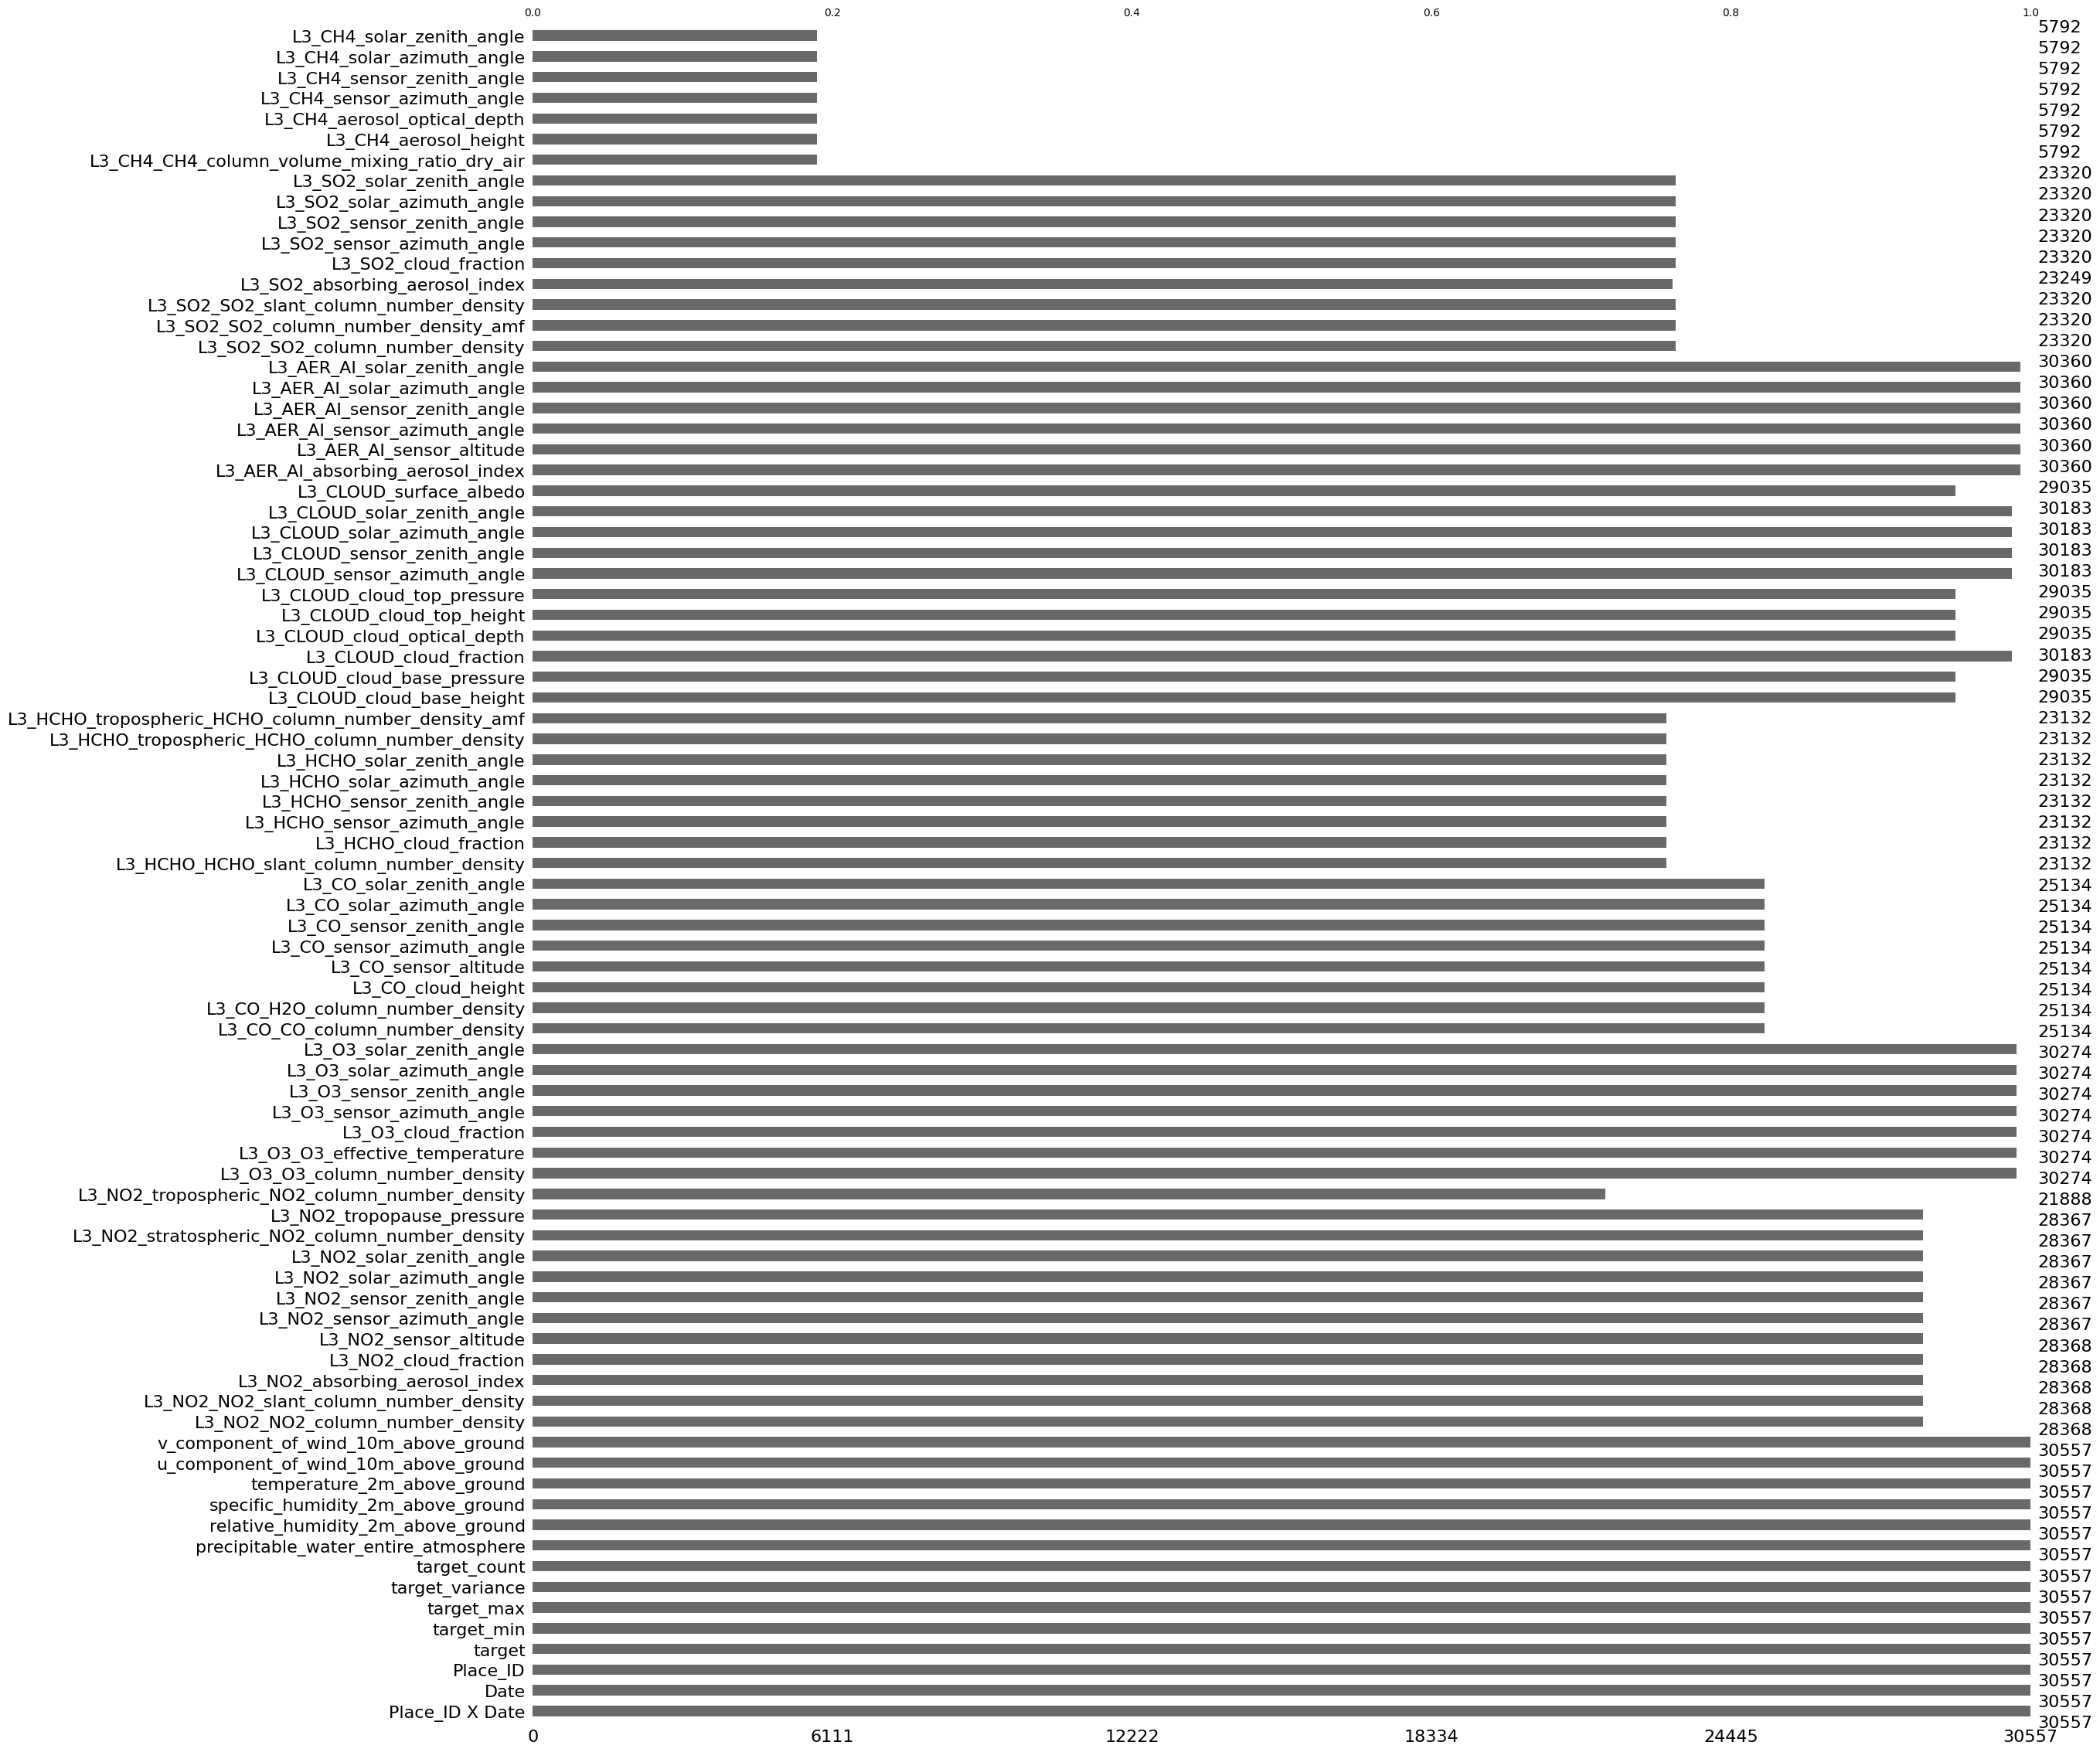 0.0 0.2 0.4 0.6 0.8 1.0
L3_CH4_solar_zenith_angle 5792
L3_CH4_solar_azimuth_angle 5792
L3_CH4_sensor_zenith_angle 5792
L3_CH4_sensor_azimuth_angle 5792
L3_CH4_aerosol_optical_depth 5792
L3_CH4_aerosol_height 5792
L3_CH4_CH4_column_volume_mixing_ratio_dry_air 5792
L3_SO2_solar_zenith_angle 23320
L3_SO2_solar_azimuth_angle 23320
L3_SO2_sensor_zenith_angle 23320
L3_SO2_sensor_azimuth_angle 23320
L3_SO2_cloud_fraction 23320
L3_SO2_absorbing_aerosol_index 23249
L3_SO2_SO2_slant_column_number_density 23320
L3_SO2_SO2_column_number_density_amf 23320
L3_SO2_SO2_column_number_density 23320
L3_AER_AI_solar_zenith_angle 30360
L3_AER_AI_solar_azimuth_angle 30360
L3_AER_AI_sensor_zenith_angle 30360
L3_AER_AI_sensor_azimuth_angle 30360
L3_AER_AI_sensor_altitude 30360
L3_AER_AI_absorbing_aerosol_index 30360
L3_CLOUD_surface_albedo 29035
L3_CLOUD_solar_zenith_angle 30183
L3_CLOUD_solar_azimuth_angle 30183
L3_CLOUD_sensor_zenith_angle 30183
L3_CLOUD_sensor_azimuth_angle 30183
L3_CLOUD_cloud_top_pressure 29035
L3_CLOUD_cloud_top_height 29035
L3_CLOUD_cloud_optical_depth 29035
L3_CLOUD_cloud_fraction 30183
L3_CLOUD_cloud_base_pressure 29035
L3_CLOUD_cloud_base_height 29035
L3_HCHO_tropospheric_HCHO_column_number_density_amf 23132
L3_HCHO_tropospheric_HCHO_column_number_density 23132
L3_HCHO_solar_zenith_angle 23132
L3_HCHO_solar_azimuth_angle 23132
L3_HCHO_sensor_zenith_angle 23132
L3_HCHO_sensor_azimuth_angle 23132
L3_HCHO_cloud_fraction 23132
L3_HCHO_HCHO_slant_column_number_density 23132
L3_CO_solar_zenith_angle 25134
L3_CO_solar_azimuth_angle 25134
L3_CO_sensor_zenith_angle 25134
L3_CO_sensor_azimuth_angle 25134
L3_CO_sensor_altitude 25134
L3_CO_cloud_height 25134
L3_CO_H2O_column_number_density 25134
L3_CO_CO_column_number_density 25134
L3_O3_solar_zenith_angle 30274
L3_O3_solar_azimuth_angle 30274
L3_O3_sensor_zenith_angle 30274
L3_O3_sensor_azimuth_angle 30274
L3_O3_cloud_fraction 30274
L3_O3_O3_effective_temperature 30274
L3_O3_O3_column_number_density 30274
L3_NO2_tropospheric_NO2_column_number_density 21888
L3_NO2_tropopause_pressure 28367
L3_NO2_stratospheric_NO2_column_number_density 28367
L3_NO2_solar_zenith_angle 28367
L3_NO2_solar_azimuth_angle 28367
L3_NO2_sensor_zenith_angle 28367
L3_NO2_sensor_azimuth_angle 28367
L3_NO2_sensor_altitude 28368
L3_NO2_cloud_fraction 28368
L3_NO2_absorbing_aerosol_index 28368
L3_NO2_NO2_slant_column_number_density 28368
L3_NO2_NO2_column_number_density 28368
v_component_of_wind_10m_above_ground 30557
u_component_of_wind_10m_above_ground 30557
temperature_2m_above_ground 30557
specific_humidity_2m_above_ground 30557
relative_humidity_2m_above_ground 30557
precipitable_water_entire_atmosphere 30557
target_count 30557
target_variance 30557
target_max 30557
target_min 30557
target 30557
Place_ID 30557
Date 30557
Place_ID X Date 30557
0 6111 12222 18334 24445 30557